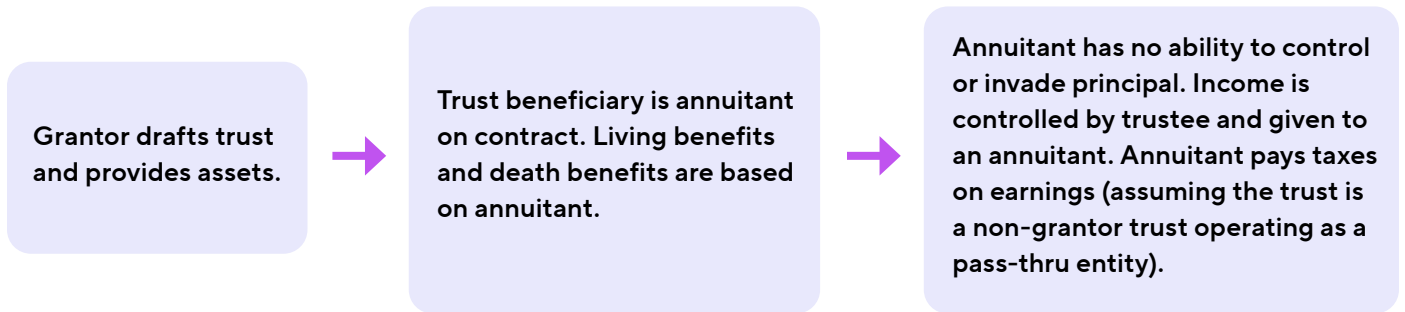 Grantor drafts trust
and provides assets.
Trust beneficiary is annuitant
on contract. Living benefits
and death benefits are based
on annuitant.
Annuitant has no ability to control
or invade principal. Income is
controlled by trustee and given to
an annuitant. Annuitant pays taxes
on earnings (assuming the trust is
a non-grantor trust operating as a
pass-thru entity).